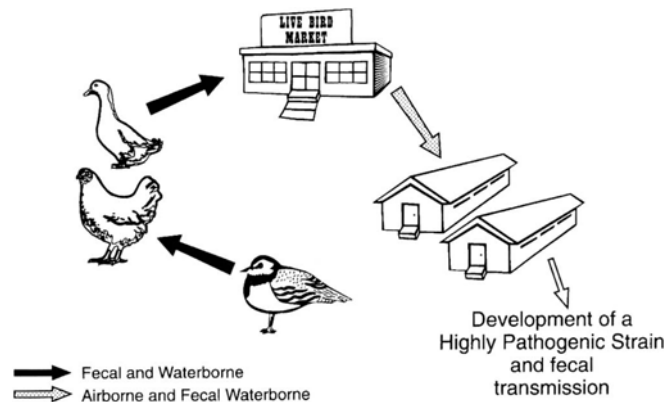 LIVE BIRD
MARKET
Development of a
Highly Pathogenic Strain
and fecal
transmission
Fecal and Waterborne
Airborne and Fecal Waterborne